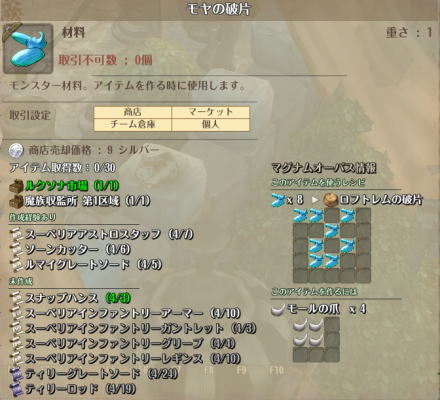 モヤの破片
材料
重さ : 1
取引不可数 : 0個
モンスター材料。アイテムを作る時に使用します。
取引設定
商店
マーケット
チーム倉庫
個人
商店売却価格 : 9 シルバー
アイテム取得数 : 0/30
ルクソナ市場 (1/1)
魔族収監所 第1区域 (1/1)
作成経験あり
スーペリアアストロスタッフ (4/7)
ソーンカッター (4/6)
ルマイグレートソード (4/5)
未作成
スナップハンス (4/3)
スーペリアインファントリーアーマー (4/10)
スーペリアインファントリーガントレット (4/3)
スーペリアインファントリーグリーブ (4/4)
スーペリアインファントリーレギンス (4/10)
ティリーグレートソード (4/24)
ティリーロッド (4/19)
マグナムオーパス情報
このアイテムを使うレシピ
x 8
ロフトレムの破片
このアイテムを作るには
モールの爪 x 4
F8 F9 F10